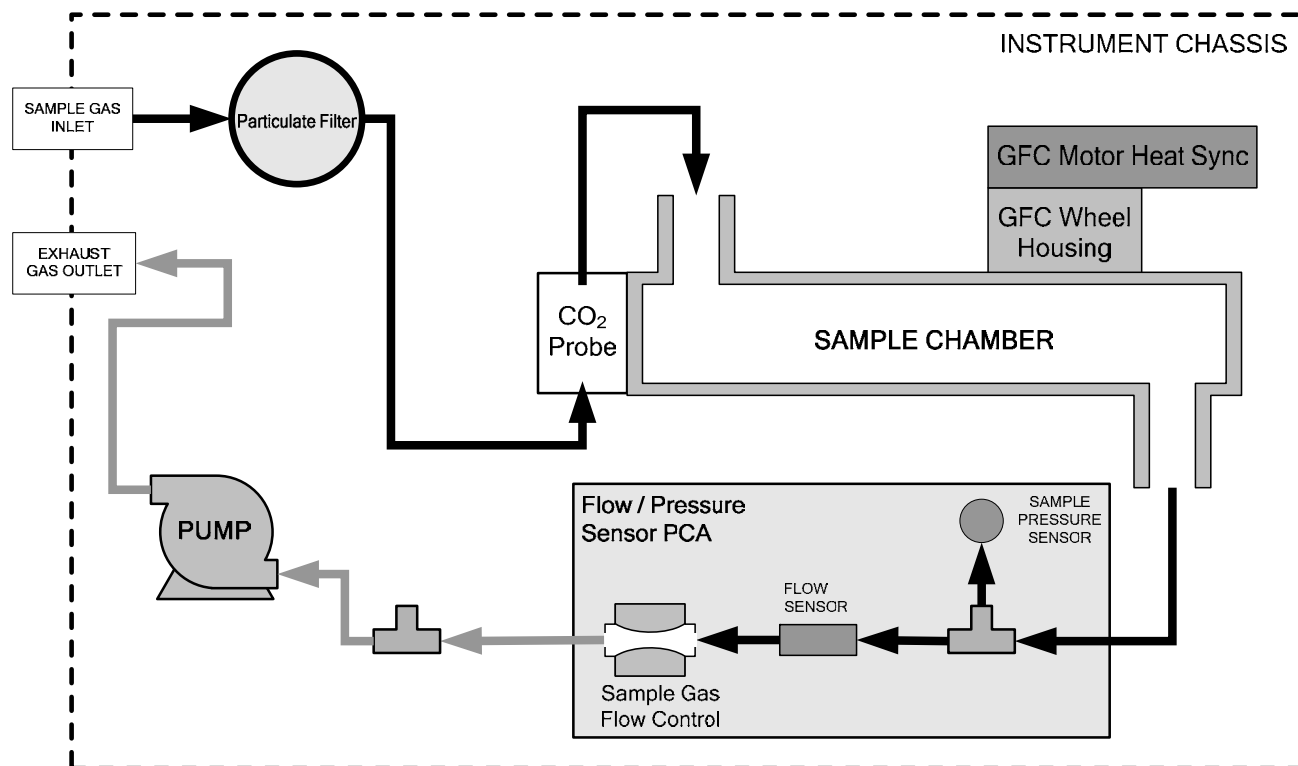 INSTRUMENT CHASSIS
SAMPLE GAS
INLET
Particulate Filter
GFC Motor Heat Sync
GFC Wheel
Housing
EXHAUST
GAS OUTLET
CO₂
Probe
SAMPLE CHAMBER
PUMP
Flow / Pressure
Sensor PCA
SAMPLE
PRESSURE
SENSOR
FLOW
SENSOR
Sample Gas
Flow Control